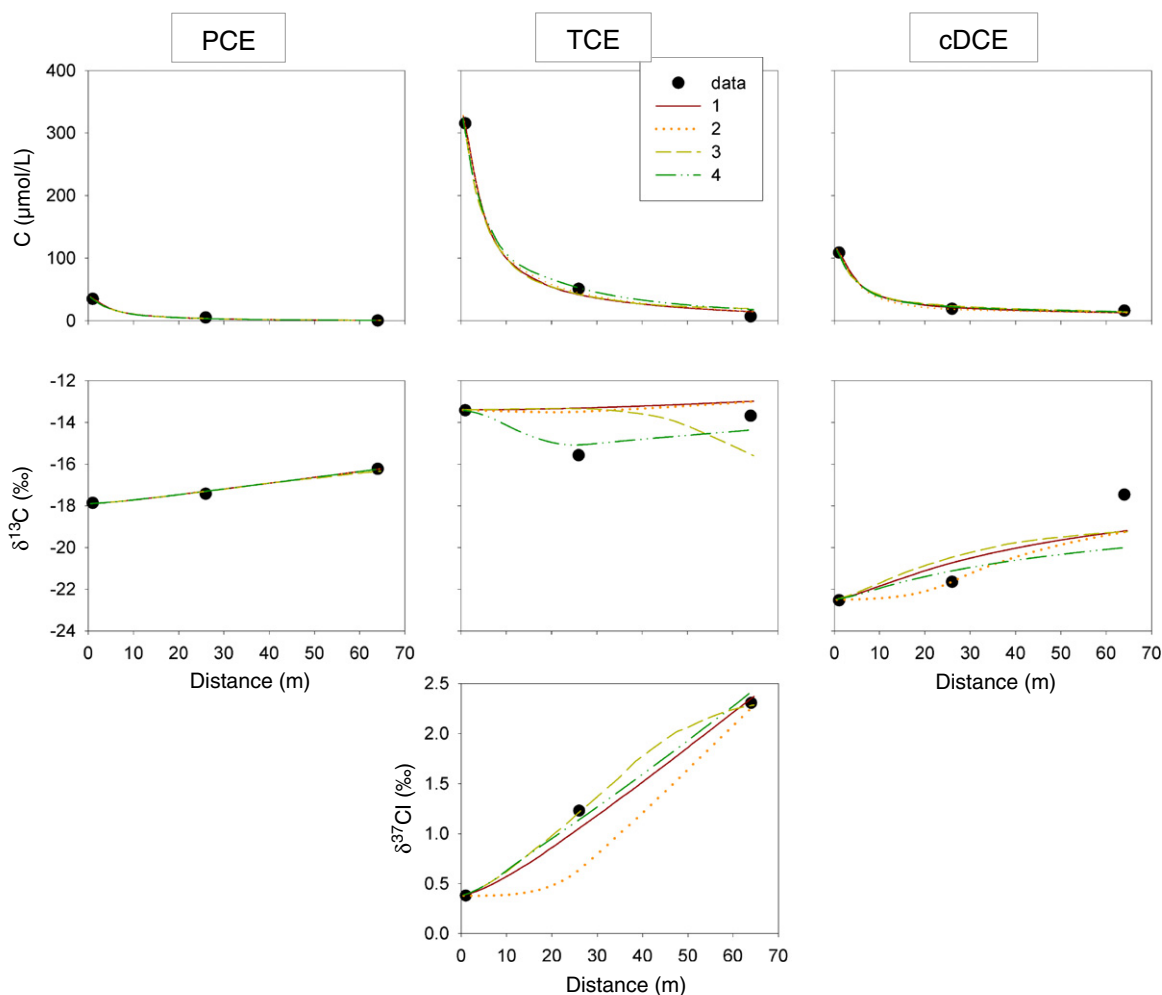 PCE TCE cDCE
400
300
200
100
0
C (µmol/L)
data
1
2
3
4
-12
-14
-16
-18
-20
-22
-24
δ13C (‰)
0 10 20 30 40 50 60 70
Distance (m)
0 10 20 30 40 50 60 70
Distance (m)
2.5
2.0
1.5
1.0
0.5
0.0
δ37Cl (‰)
0 10 20 30 40 50 60 70
Distance (m)